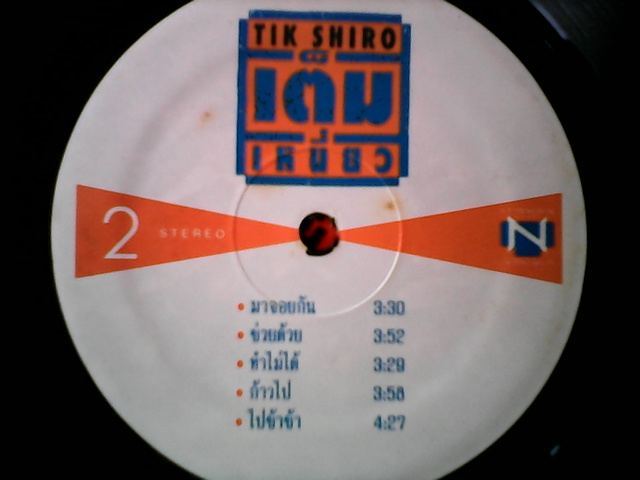 TIK SHIRO
เต็ม
เหนี่ยว
2 STEREO
N
มาจอยกัน 3:30
ช่วยด้วย 3:52
ทำไม่ได้ 3:29
ก้าวไป 3:58
ไปช้าช้า 4:27